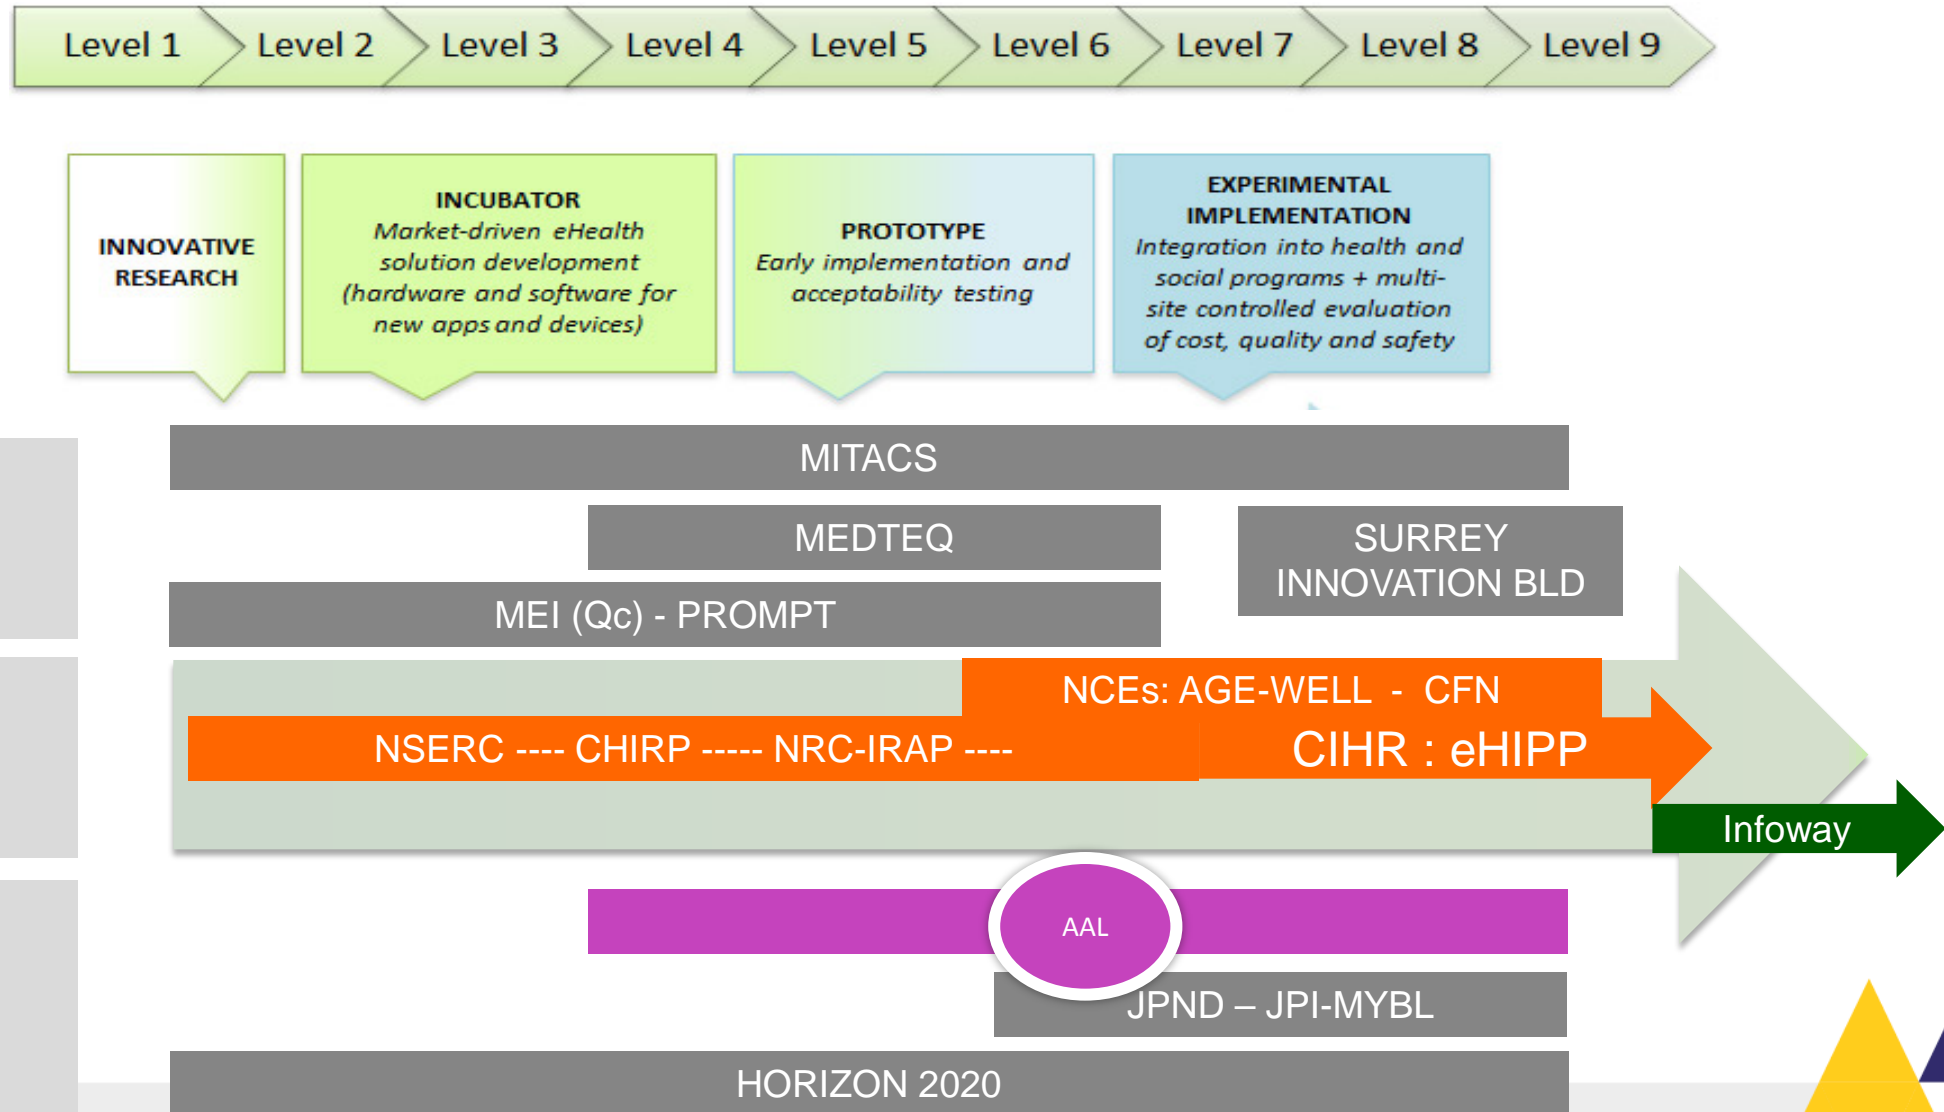 Level 1 Level 2 Level 3 Level 4 Level 5 Level 6 Level 7 Level 8 Level 9
INNOVATIVE
RESEARCH
INCUBATOR
Market-driven eHealth
solution development
(hardware and software for
new apps and devices)
PROTOTYPE
Early implementation and
acceptability testing
EXPERIMENTAL
IMPLEMENTATION
Integration into health and
social programs + multi-
site controlled evaluation
of cost, quality and safety
MITACS
MEDTEQ
SURREY
INNOVATION BLD
MEI (Qc) - PROMPT
NCEs: AGE-WELL - CFN
NSERC ---- CHIRP ----- NRC-IRAP ----
CIHR : eHIPP
Infoway
AAL
JPND – JPI-MYBL
HORIZON 2020